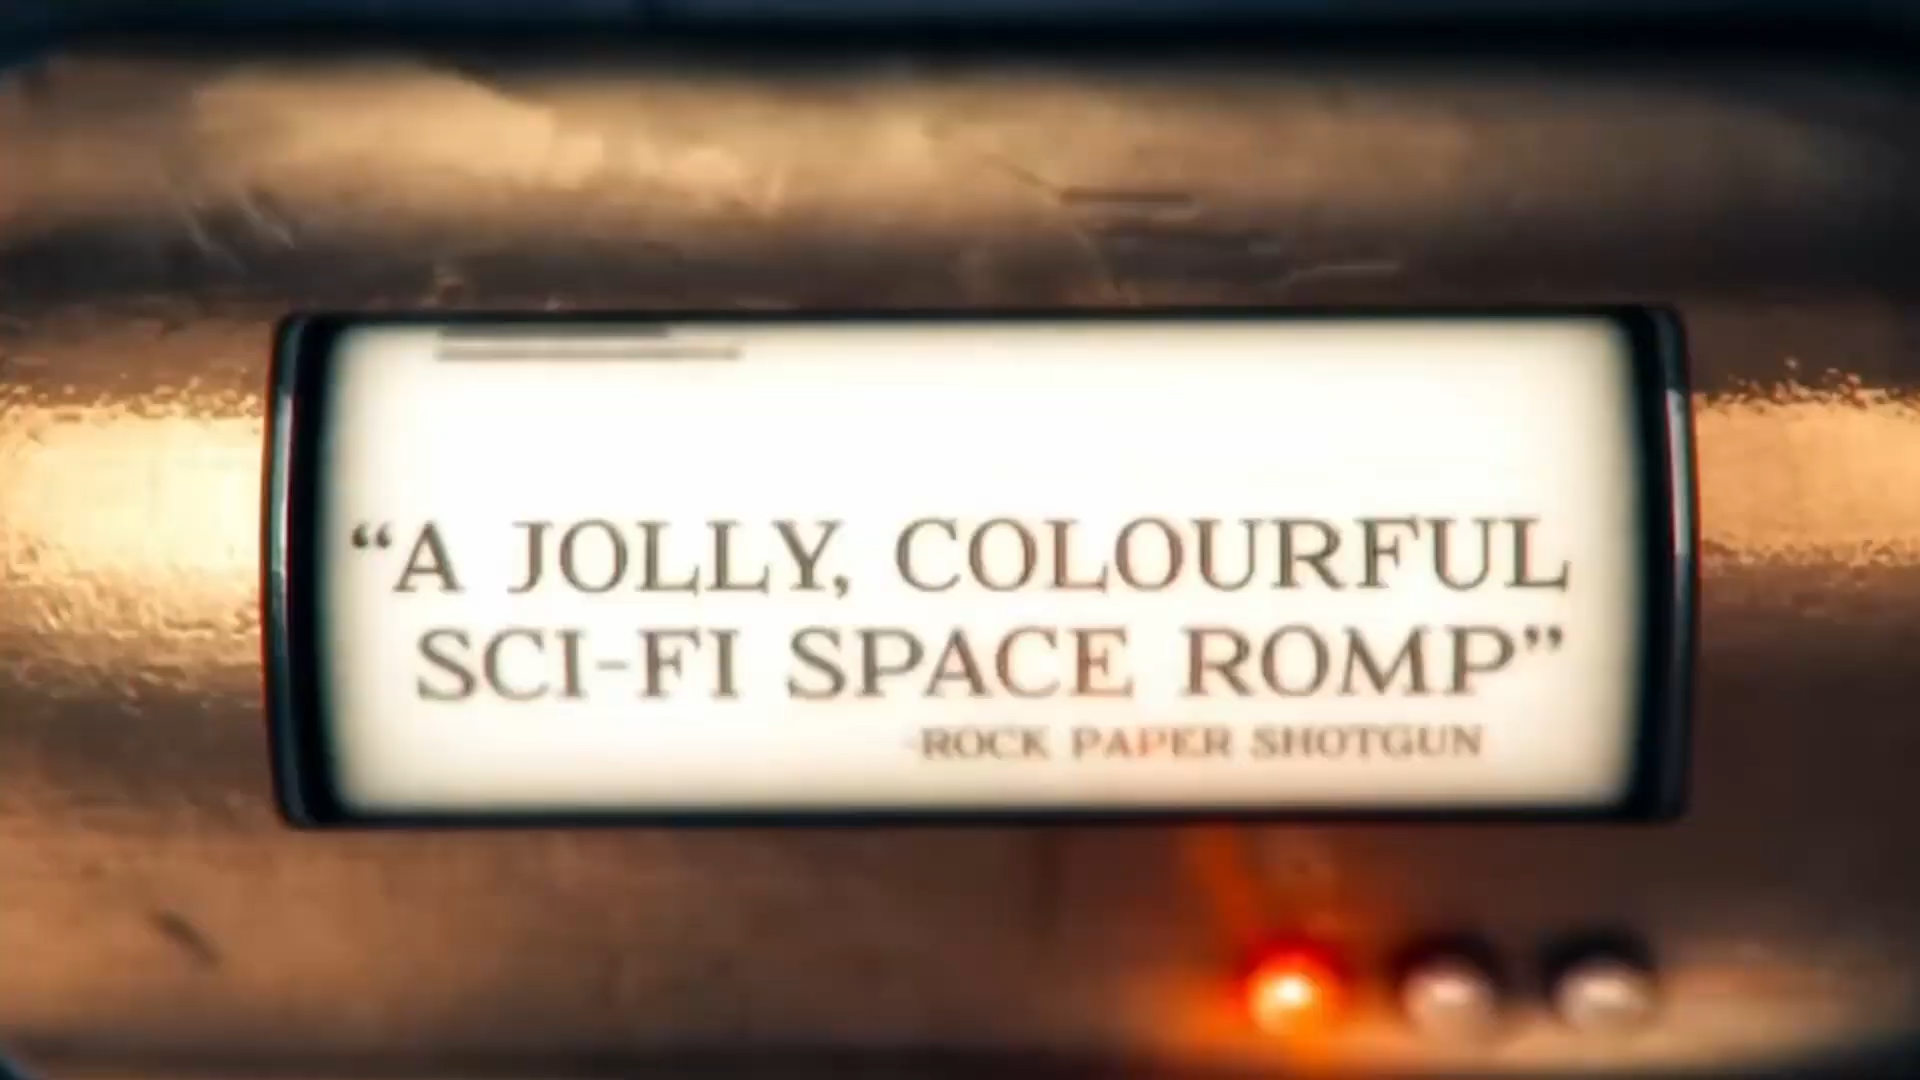 “A JOLLY, COLOURFUL
SCI-FI SPACE ROMP”
-ROCK PAPER SHOTGUN